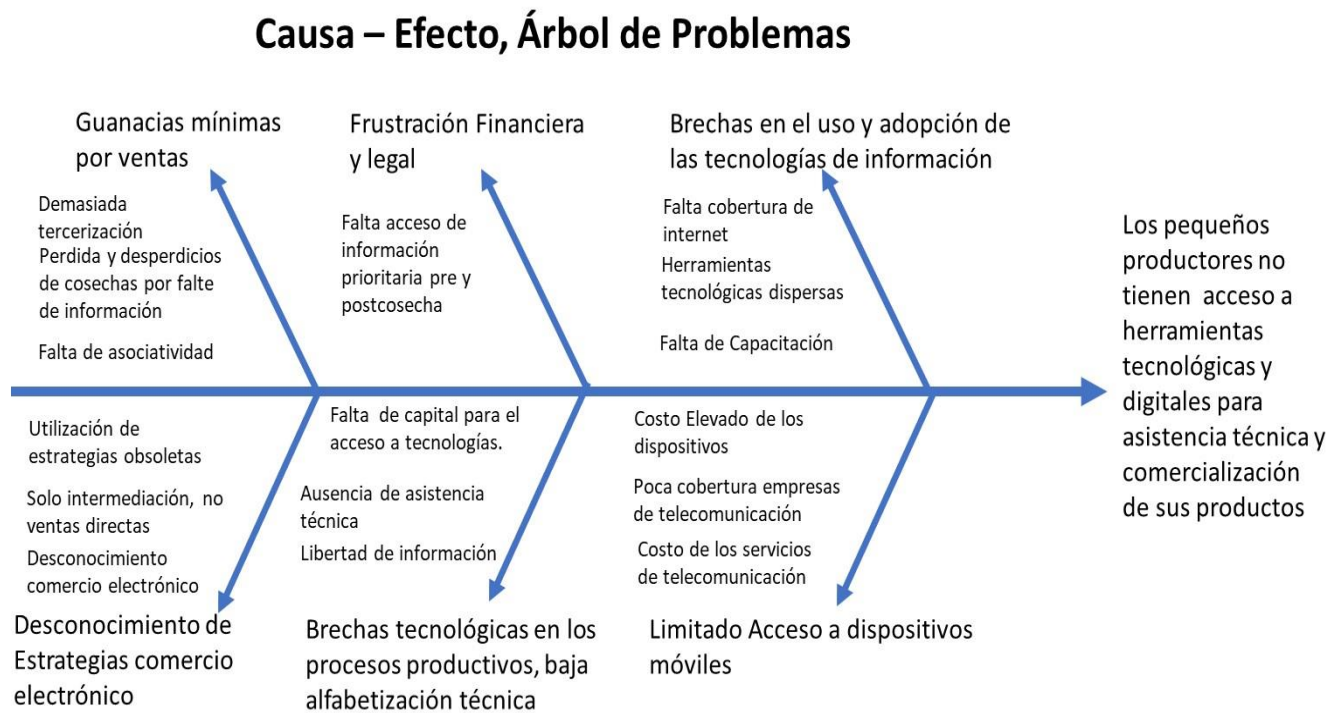 Causa – Efecto, Árbol de Problemas
Guanacias mínimas
por ventas
Demasiada
tercerización
Perdida y desperdicios
de cosechas por falte
de información
Falta de asociatividad
Frustración Financiera
y legal
Falta acceso de
información
prioritaria pre y
postcosecha
Brechas en el uso y adopción de
las tecnologías de información
Falta cobertura de
internet
Herramientas
tecnológicas dispersas
Falta de Capacitación
Los pequeños
productores no
tienen acceso a
herramientas
tecnológicas y
digitales para
asistencia técnica y
comercialización
de sus productos
Utilización de
estrategias obsoletas
Solo intermediación, no
ventas directas
Desconocimiento
comercio electrónico
Desconocimiento de
Estrategias comercio
electrónico
Falta de capital para el
acceso a tecnologías.
Ausencia de asistencia
técnica
Libertad de información
Brechas tecnológicas en los
procesos productivos, baja
alfabetización técnica
Costo Elevado de los
dispositivos
Poca cobertura empresas
de telecomunicación
Costo de los servicios
de telecomunicación
Limitado Acceso a dispositivos
móviles